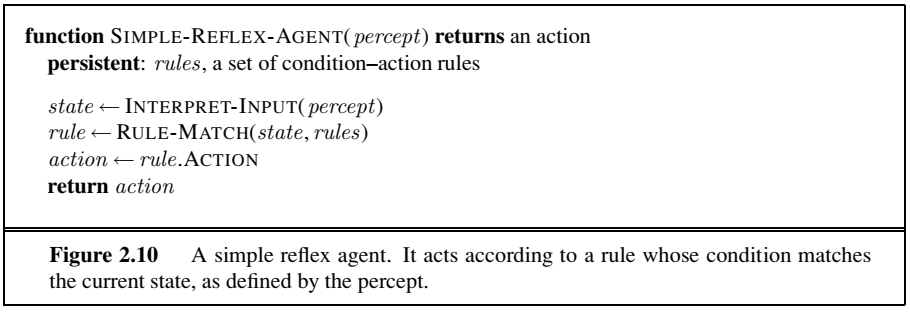 function SIMPLE-REFLEX-AGENT(percept) returns an action
persistent: rules, a set of condition–action rules
state ← INTERPRET-INPUT(percept)
rule ← RULE-MATCH(state, rules)
action ← rule.ACTION
return action
Figure 2.10 A simple reflex agent. It acts according to a rule whose condition matches
the current state, as defined by the percept.